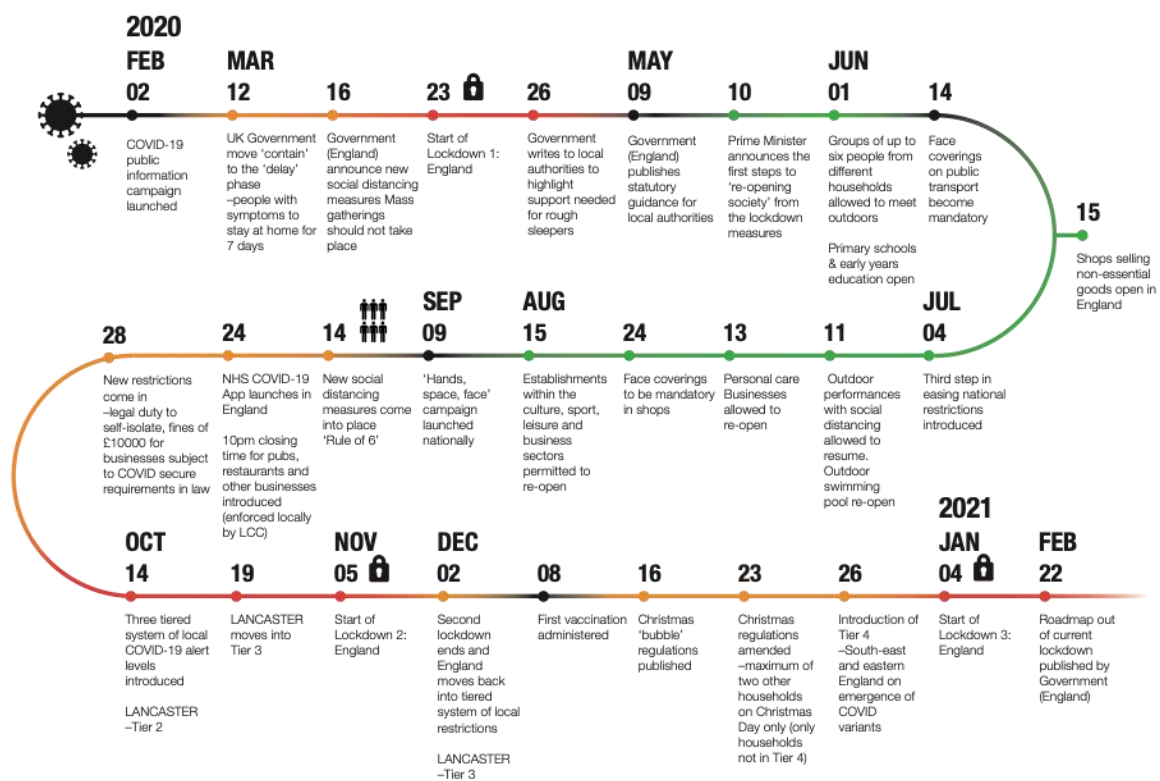 2020
FEB
02
COVID-19
public
information
campaign
launched
MAR
12
UK Government
move ‘contain’
to the ‘delay’
phase
–people with
symptoms to
stay at home for
7 days
16
Government
(England)
announce new
social distancing
measures Mass
gatherings
should not take
place
23
Start of
Lockdown 1:
England
26
Government
writes to local
authorities to
highlight
support needed
for rough
sleepers
MAY
09
Government
(England)
publishes
statutory
guidance for
local authorities
10
Prime Minister
announces the
first steps to
‘re-opening
society’ from
the lockdown
measures
JUN
01
Groups of up to
six people from
different
households
allowed to meet
outdoors
Primary schools
& early years
education open
14
Face
coverings
on public
transport
become
mandatory
15
Shops selling
non-essential
goods open in
England
JUL
04
Third step in
easing national
restrictions
introduced
11
Outdoor
performances
with social
distancing
allowed to
resume.
Outdoor
swimming
pool re-open
13
Personal care
Businesses
allowed to
re-open
24
Face coverings
to be mandatory
in shops
AUG
15
Establishments
within the
culture, sport,
leisure and
business
sectors
permitted to
re-open
SEP
09
‘Hands,
space, face’
campaign
launched
nationally
14
New social
distancing
measures come
into place
‘Rule of 6’
24
NHS COVID-19
App launches in
England
10pm closing
time for pubs,
restaurants and
other businesses
introduced
(enforced locally
by LCC)
28
New restrictions
come in
–legal duty to
self-isolate, fines of
£10000 for
businesses subject
to COVID secure
requirements in law
OCT
14
Three tiered
system of local
COVID-19 alert
levels
introduced
LANCASTER
–Tier 2
19
LANCASTER
moves into
Tier 3
NOV
05
Start of
Lockdown 2:
England
DEC
02
Second
lockdown
ends and
England
moves back
into tiered
system of local
restrictions
LANCASTER
–Tier 3
08
First vaccination
administered
16
Christmas
‘bubble’
regulations
published
23
Christmas
regulations
amended
–maximum of
two other
households
on Christmas
Day only (only
households
not in Tier 4)
26
Introduction of
Tier 4
–South-east
and eastern
England on
emergence of
COVID
variants
2021
JAN
04
Start of
Lockdown 3:
England
FEB
22
Roadmap out
of current
lockdown
published by
Government
(England)